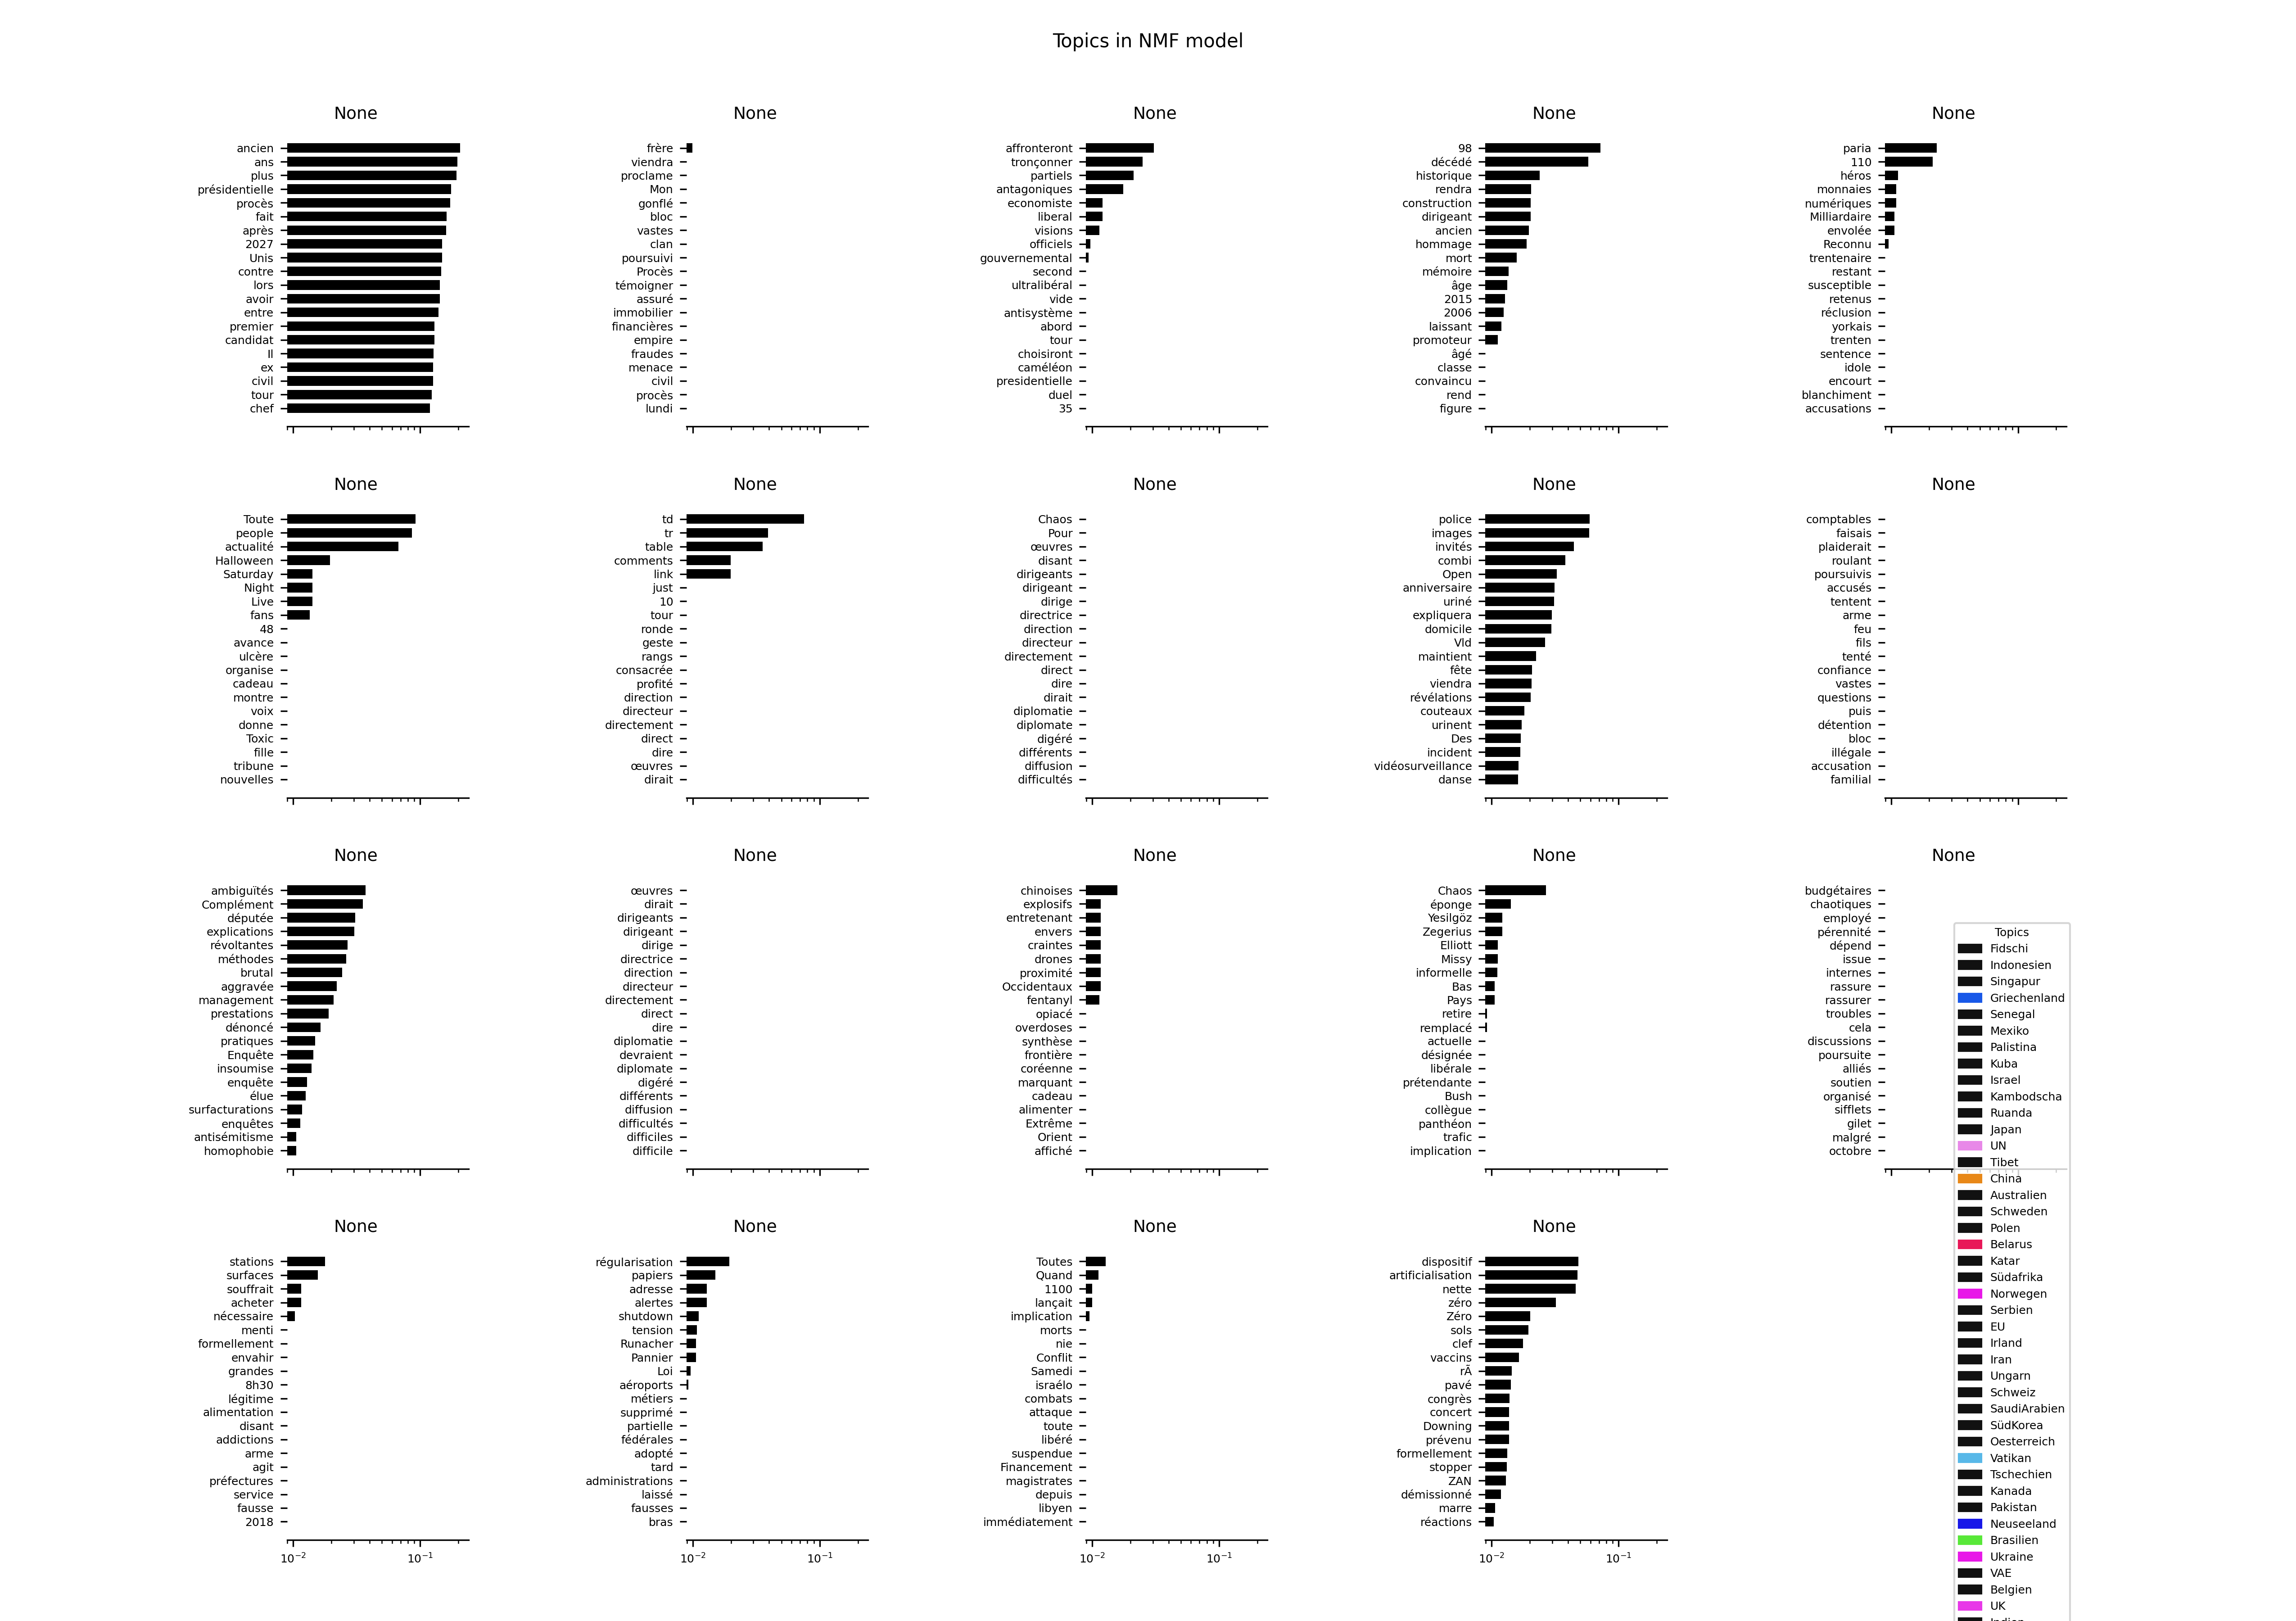 Topics in NMF model
None
ancien
ans
plus
présidentielle
procès
fait
après
2027
Unis
contre
lors
avoir
entre
premier
candidat
Il
ex
civil
tour
chef
None
frère
viendra
proclame
Mon
gonflé
bloc
vastes
clan
poursuivi
Procès
témoigner
assuré
immobilier
financières
empire
fraudes
menace
civil
procès
lundi
None
affronteront
tronçonner
partiels
antagoniques
economiste
liberal
visions
officiels
gouvernemental
second
ultralibéral
vide
antisystème
abord
tour
choisiront
caméléon
presidentielle
duel
35
None
98
décédé
historique
rendra
construction
dirigeant
ancien
hommage
mort
mémoire
âge
2015
2006
laissant
promoteur
âgé
classe
convaincu
rend
figure
None
paria
110
héros
monnaies
numériques
Milliardaire
envolée
Reconnu
trentenaire
restant
susceptible
retenus
réclusion
yorkais
trenten
sentence
idole
encourt
blanchiment
accusations
None
Toute
people
actualité
Halloween
Saturday
Night
Live
fans
48
avance
ulcère
organise
cadeau
montre
voix
donne
Toxic
fille
tribune
nouvelles
None
td
tr
table
comments
link
just
10
tour
ronde
geste
rangs
consacrée
profité
direction
directeur
directement
direct
dire
œuvres
dirait
None
Chaos
Pour
œuvres
disant
dirigeants
dirigeant
dirige
directrice
direction
directeur
directement
direct
dire
dirait
diplomatie
diplomate
digéré
différents
diffusion
difficultés
None
police
images
invités
combi
Open
anniversaire
uriné
expliquera
domicile
Vld
maintient
fête
viendra
révélations
couteaux
urinent
Des
incident
vidéosurveillance
danse
None
comptables
faisais
plaiderait
roulant
poursuivis
accusés
tentent
arme
feu
fils
tenté
confiance
vastes
questions
puis
détention
bloc
illégale
accusation
familial
None
ambiguïtés
Complément
députée
explications
révoltantes
méthodes
brutal
aggravée
management
prestations
dénoncé
pratiques
Enquête
insoumise
enquête
élue
surfacturations
enquêtes
antisémitisme
homophobie
None
œuvres
dirait
dirigeants
dirigeant
dirige
directrice
direction
directeur
directement
direct
dire
diplomatie
devraient
diplomate
digéré
différents
diffusion
difficultés
difficiles
difficile
None
chinoises
explosifs
entretenant
envers
craintes
drones
proximité
Occidentaux
fentanyl
opiacé
overdoses
synthèse
frontière
coréenne
marquant
cadeau
alimenter
Extrême
Orient
affiché
None
Chaos
éponge
Yesilgöz
Zegerius
Elliott
Missy
informelle
Bas
Pays
retire
remplacé
actuelle
désignée
libérale
prétendante
Bush
collègue
panthéon
trafic
implication
None
budgétaires
chaotiques
employé
pérennité
dépend
issue
internes
rassure
rassurer
troubles
cela
discussions
poursuite
alliés
soutien
organisé
sifflets
gilet
malgré
octobre
None
stations
surfaces
souffrait
acheter
nécessaire
menti
formellement
envahir
grandes
8h30
légitime
alimentation
disant
addictions
arme
agit
préfectures
service
fausse
2018
10⁻² 10⁻¹
None
régularisation
papiers
adresse
alertes
shutdown
tension
Runacher
Pannier
Loi
aéroports
métiers
supprimé
partielle
fédérales
adopté
tard
administrations
laissé
fausses
bras
10⁻² 10⁻¹
None
Toutes
Quand
1100
lançait
implication
morts
nie
Conflit
Samedi
israélo
combats
attaque
toute
libéré
suspendue
Financement
magistrates
depuis
libyen
immédiatement
10⁻² 10⁻¹
None
dispositif
artificialisation
nette
zéro
Zéro
sols
clef
vaccins
rÃ
pavé
congrès
concert
Downing
prévenu
formellement
stopper
ZAN
démissionné
marre
réactions
10⁻² 10⁻¹
Topics
Fidschi
Indonesien
Singapur
Griechenland
Senegal
Mexiko
Palistina
Kuba
Israel
Kambodscha
Ruanda
Japan
UN
Tibet
China
Australien
Schweden
Polen
Belarus
Katar
Südafrika
Norwegen
Serbien
EU
Irland
Iran
Ungarn
Schweiz
SaudiArabien
SüdKorea
Oesterreich
Vatikan
Tschechien
Kanada
Pakistan
Neuseeland
Brasilien
Ukraine
VAE
Belgien
UK